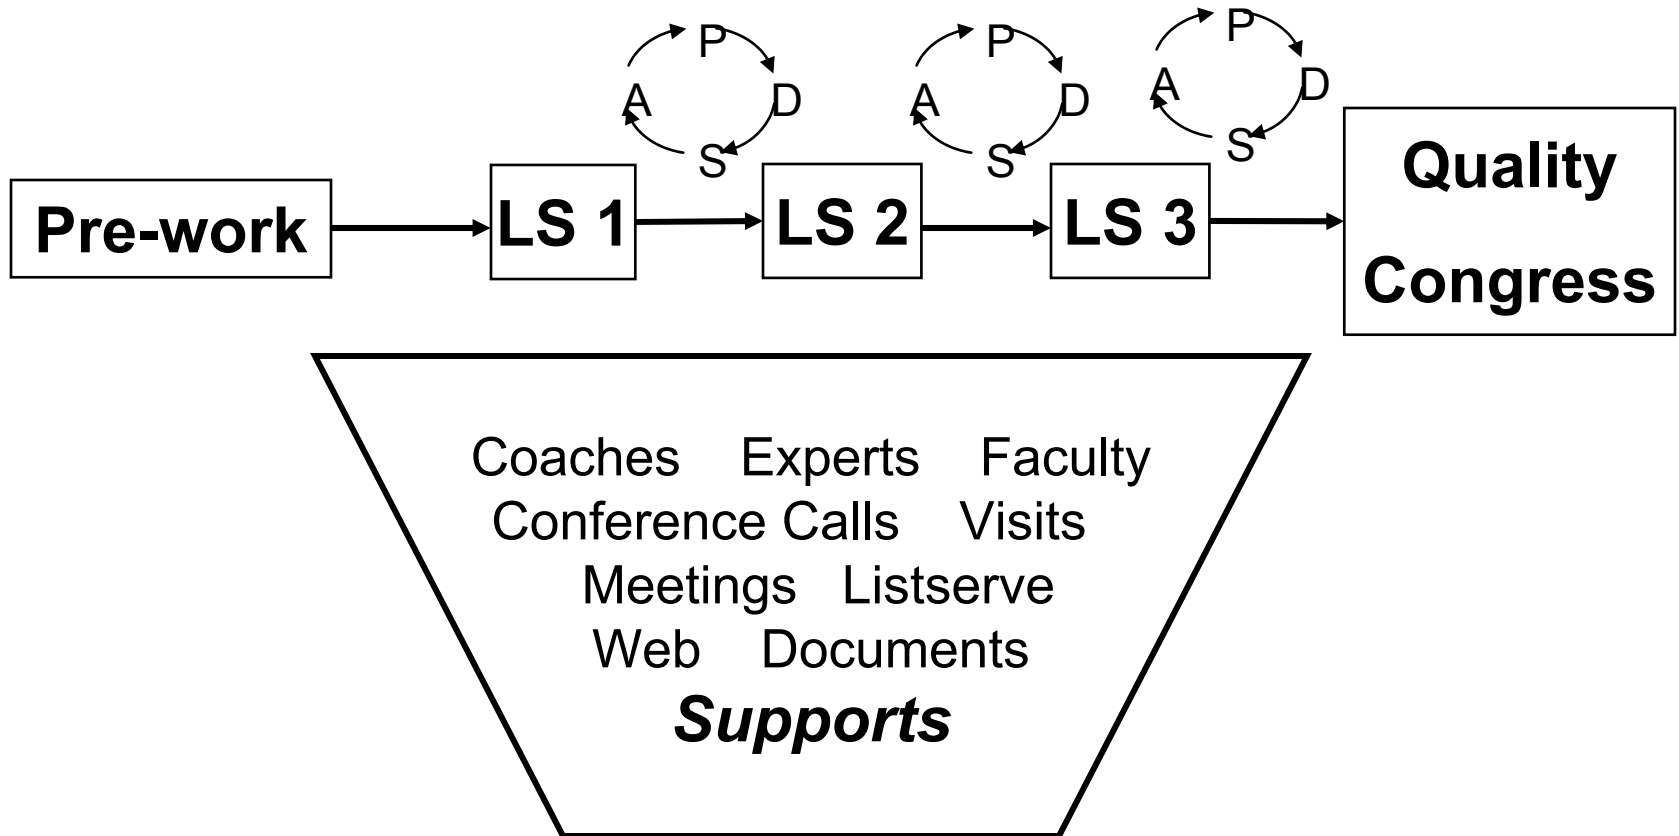 P
A D
S
P
A D
S
P
A D
S
Pre-work
LS 1
LS 2
LS 3
Quality
Congress
Coaches Experts Faculty
Conference Calls Visits
Meetings Listserve
Web Documents
Supports